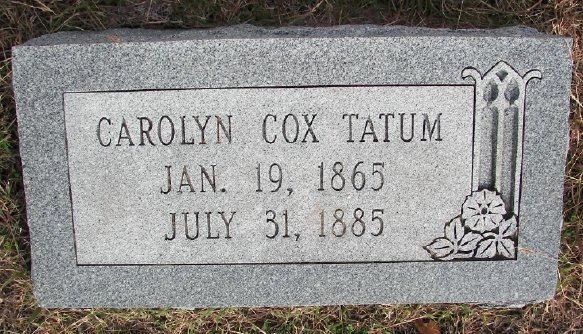 CAROLYN COX TATUM
JAN. 19, 1865
JULY 31, 1885